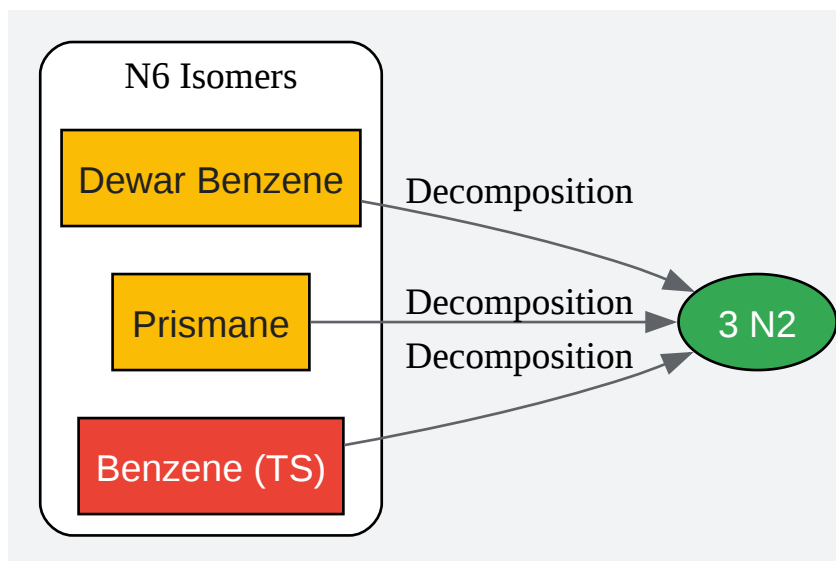 N6 Isomers
Dewar Benzene
Decomposition
Prismane
Decomposition
3 N2
Decomposition
Benzene (TS)